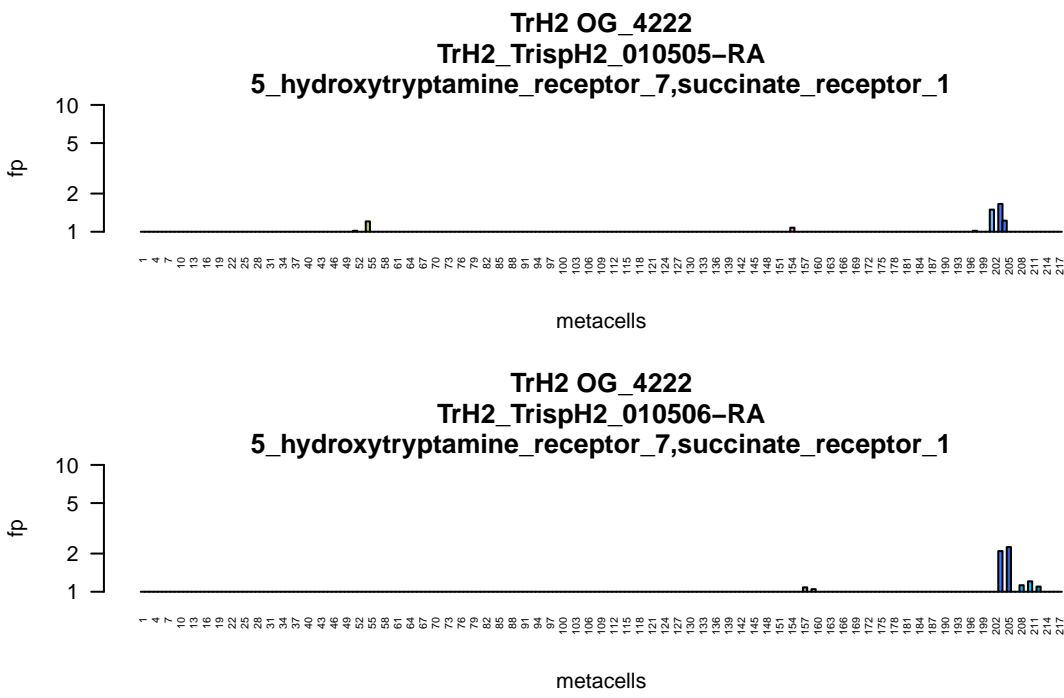 TrH2 OG_4222
TrH2_TrispH2_010505−RA
5_hydroxytryptamine_receptor_7,succinate_receptor_1
10
5
2
1
fp
1 4 7 10 13 16 19 22 25 28 31 34 37 40 43 46 49 52 55 58 61 64 67 70 73 76 79 82 85 88 91 94 97 100 103 106 109 112 115 118 121 124 127 130 133 136 139 142 145 148 151 154 157 160 163 166 169 172 175 178 181 184 187 190 193 196 199 202 205 208 211 214 217
metacells
TrH2 OG_4222
TrH2_TrispH2_010506−RA
5_hydroxytryptamine_receptor_7,succinate_receptor_1
10
5
2
1
fp
1 4 7 10 13 16 19 22 25 28 31 34 37 40 43 46 49 52 55 58 61 64 67 70 73 76 79 82 85 88 91 94 97 100 103 106 109 112 115 118 121 124 127 130 133 136 139 142 145 148 151 154 157 160 163 166 169 172 175 178 181 184 187 190 193 196 199 202 205 208 211 214 217
metacells